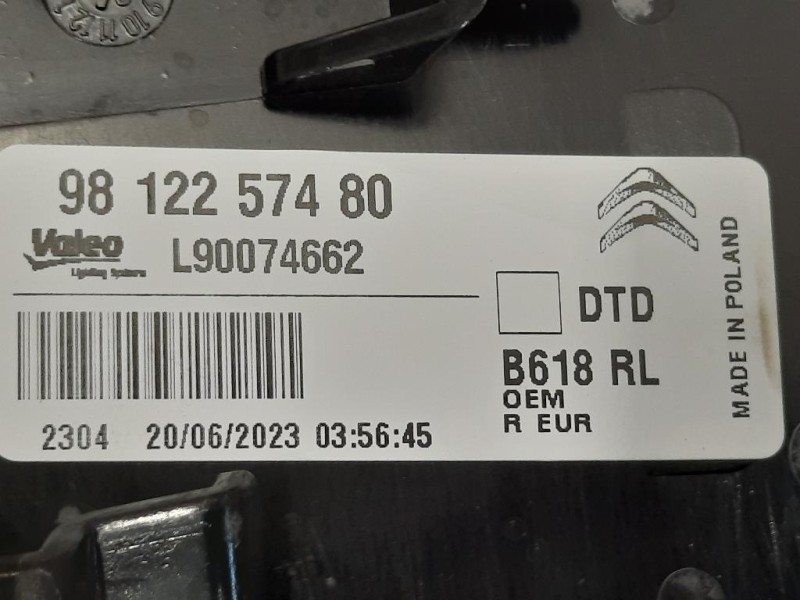 98 122 574 80
Valeo
Lighting Systems
L90074662
DTD
B618 RL
OEM
R EUR
MADE IN POLAND
2304 20/06/2023 03:56:45